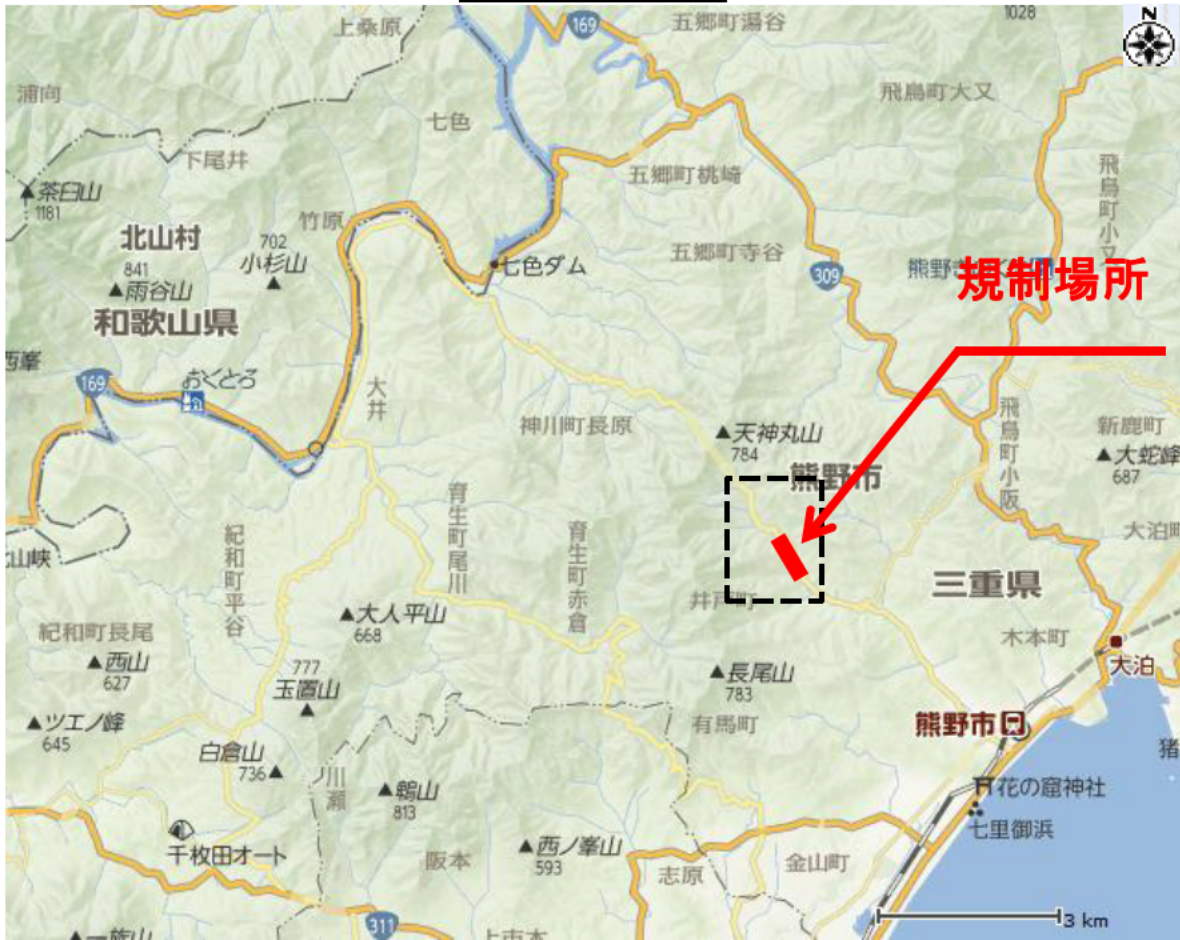 N
1028
上桑原
169
五郷町湯谷
浦向
飛鳥町大又
七色
下尾井
五郷町桃崎
飛鳥町小又
茶臼山
1181
竹原
北山村
702
小杉山
五郷町寺谷
七色ダム
841
雨谷山
309
規制場所
和歌山県
169
おくとろ
大井
神川町長原
天神丸山
784
飛鳥町小阪
新鹿町
大蛇峰
687
熊野市
育生町尾川
紀和町平谷
育生町赤倉
大泊町
井戸町
三重県
大人平山
668
紀和町長尾
木本町
西山
627
777
玉置山
長尾山
783
大泊
ツエノ峰
645
有馬町
熊野市
白倉山
736
川瀬
鴉山
813
花の窟神社
七里御浜
千枚田オート
阪本
西ノ峯山
593
志原
金山町
311
3 km